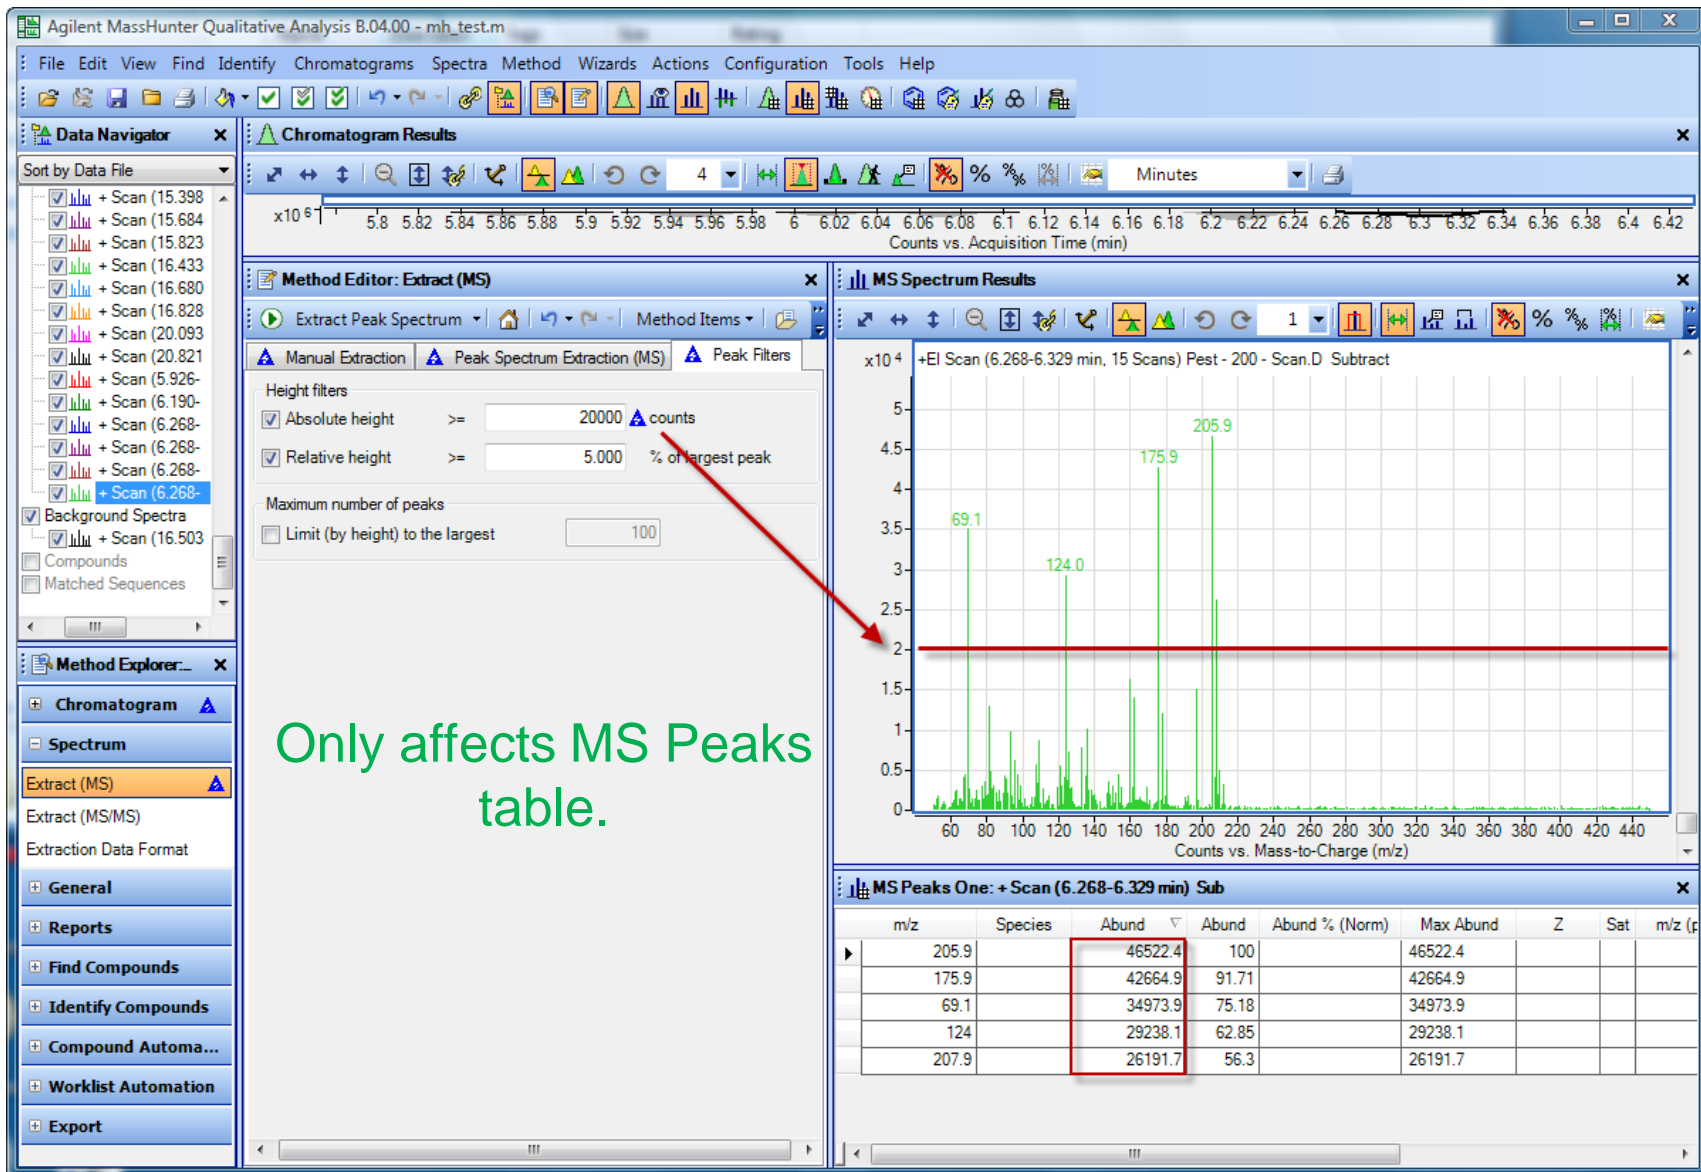 Agilent MassHunter Qualitative Analysis B.04.00 - mh_test.m
File Edit View Find Identify Chromatograms Spectra Method Wizards Actions Configuration Tools Help
Data Navigator
Sort by Data File
+ Scan (15.398
+ Scan (15.684
+ Scan (15.823
+ Scan (16.433
+ Scan (16.680
+ Scan (16.828
+ Scan (20.093
+ Scan (20.821
+ Scan (5.926-
+ Scan (6.190-
+ Scan (6.268-
+ Scan (6.268-
+ Scan (6.268-
+ Scan (6.268-
Background Spectra
+ Scan (16.503
Compounds
Matched Sequences
Method Explorer:...
Chromatogram
Spectrum
Extract (MS)
Extract (MS/MS)
Extraction Data Format
General
Reports
Find Compounds
Identify Compounds
Compound Automa...
Worklist Automation
Export
Chromatogram Results
4 % Minutes
x10 6
5.8 5.82 5.84 5.86 5.88 5.9 5.92 5.94 5.96 5.98 6 6.02 6.04 6.06 6.08 6.1 6.12 6.14 6.16 6.18 6.2 6.22 6.24 6.26 6.28 6.3 6.32 6.34 6.36 6.38 6.4 6.42
Counts vs. Acquisition Time (min)
Method Editor: Extract (MS)
Extract Peak Spectrum Method Items
Manual Extraction Peak Spectrum Extraction (MS) Peak Filters
Height filters
Absolute height >= 20000 counts
Relative height >= 5.000 % of largest peak
Maximum number of peaks
Limit (by height) to the largest 100
Only affects MS Peaks
table.
MS Spectrum Results
1 %
x10 4
+EI Scan (6.268-6.329 min, 15 Scans) Pest - 200 - Scan.D Subtract
5
4.5
4
3.5
3
2.5
2
1.5
1
0.5
0
205.9
175.9
69.1
124.0
60 80 100 120 140 160 180 200 220 240 260 280 300 320 340 360 380 400 420 440
Counts vs. Mass-to-Charge (m/z)
MS Peaks One: + Scan (6.268-6.329 min) Sub
m/z Species Abund Abund Abund % (Norm) Max Abund Z Sat m/z (p
205.9 46522.4 100 46522.4
175.9 42664.9 91.71 42664.9
69.1 34973.9 75.18 34973.9
124 29238.1 62.85 29238.1
207.9 26191.7 56.3 26191.7